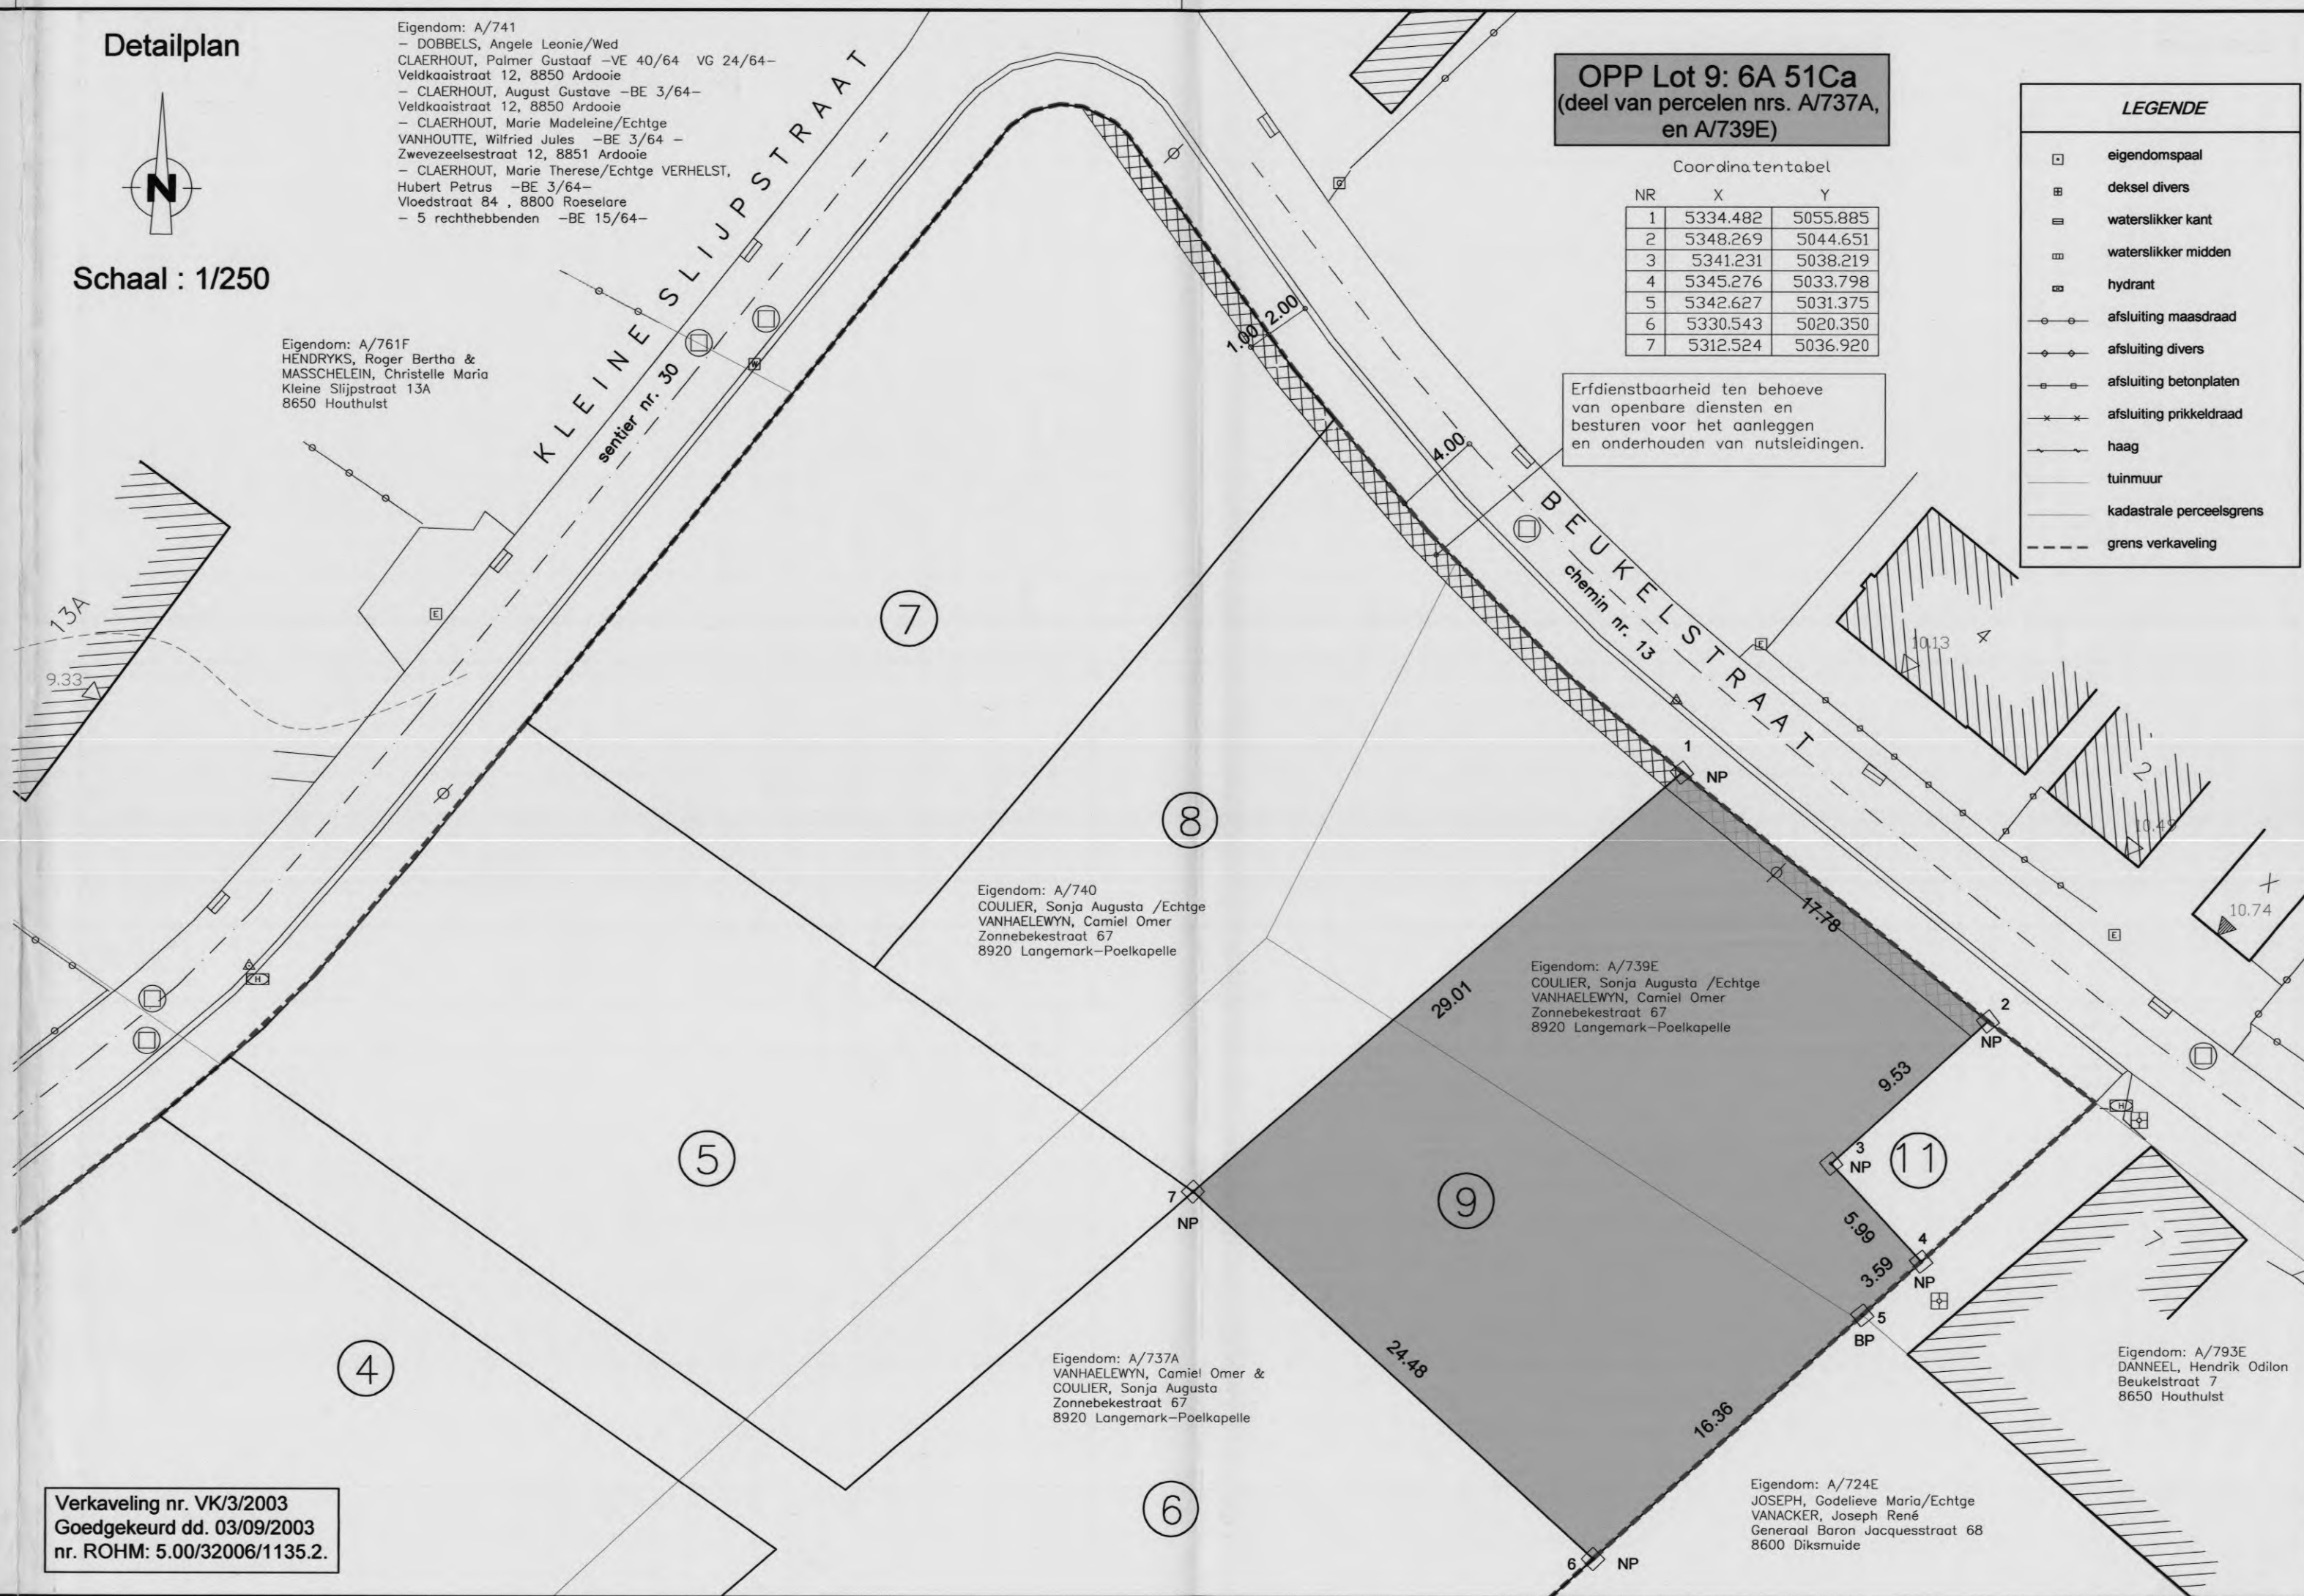 Detailplan
N
Schaal : 1/250
Eigendom: A/741
- DOBBELS, Angele Leonie/Wed
CLAERHOUT, Palmer Gustaaf -VE 40/64 VG 24/64-
Veldkaaistraat 12, 8850 Ardooie
- CLAERHOUT, August Gustave -BE 3/64-
Veldkaaistraat 12, 8850 Ardooie
- CLAERHOUT, Marie Madeleine/Echtge
VANHOUTTE, Wilfried Jules -BE 3/64 -
Zwevezeelsestraat 12, 8851 Ardooie
- CLAERHOUT, Marie Therese/Echtge VERHELST,
Hubert Petrus -BE 3/64-
Vloedstraat 84 , 8800 Roeselare
- 5 rechthebbenden -BE 15/64-
Eigendom: A/761F
HENDRYKS, Roger Bertha &
MASSCHELEIN, Christelle Maria
Kleine Slijpstraat 13A
8650 Houthulst
KLEINE SLIJPSTRAAT
sentier nr. 30
OPP Lot 9: 6A 51Ca
(deel van percelen nrs. A/737A,
en A/739E)
Coordinatentabel
NR X Y
1 5334.482 5055.885
2 5348.269 5044.651
3 5341.231 5038.219
4 5345.276 5033.798
5 5342.627 5031.375
6 5330.543 5020.350
7 5312.524 5036.920
Erfdienstbaarheid ten behoeve
van openbare diensten en
besturen voor het aanleggen
en onderhouden van nutsleidingen.
LEGENDE
eigendomspaal
deksel divers
waterslikker kant
waterslikker midden
hydrant
afsluiting maasdraad
afsluiting divers
afsluiting betonplaten
afsluiting prikkeldraad
haag
tuinmuur
kadastrale perceelsgrens
grens verkaveling
1.00
2.00
4.00
BEUKELSTRAAT
chemin nr. 13
13A
9.33
E
7
8
10.13
4
E
2
10.49
10.74
E
1
NP
17.78
2
NP
Eigendom: A/740
COULIER, Sonja Augusta /Echtge
VANHAELEWYN, Camiel Omer
Zonnebekestraat 67
8920 Langemark-Poelkapelle
Eigendom: A/739E
COULIER, Sonja Augusta /Echtge
VANHAELEWYN, Camiel Omer
Zonnebekestraat 67
8920 Langemark-Poelkapelle
29.01
9.53
H
H
3
NP
11
5
7
NP
9
5.99
4
NP
3.59
5
BP
7
4
24.48
16.36
Eigendom: A/737A
VANHAELEWYN, Camiel Omer &
COULIER, Sonja Augusta
Zonnebekestraat 67
8920 Langemark-Poelkapelle
Eigendom: A/793E
DANNEEL, Hendrik Odilon
Beukelstraat 7
8650 Houthulst
6
Eigendom: A/724E
JOSEPH, Godelieve Maria/Echtge
VANACKER, Joseph René
Generaal Baron Jacquesstraat 68
8600 Diksmuide
6
NP
Verkaveling nr. VK/3/2003
Goedgekeurd dd. 03/09/2003
nr. ROHM: 5.00/32006/1135.2.